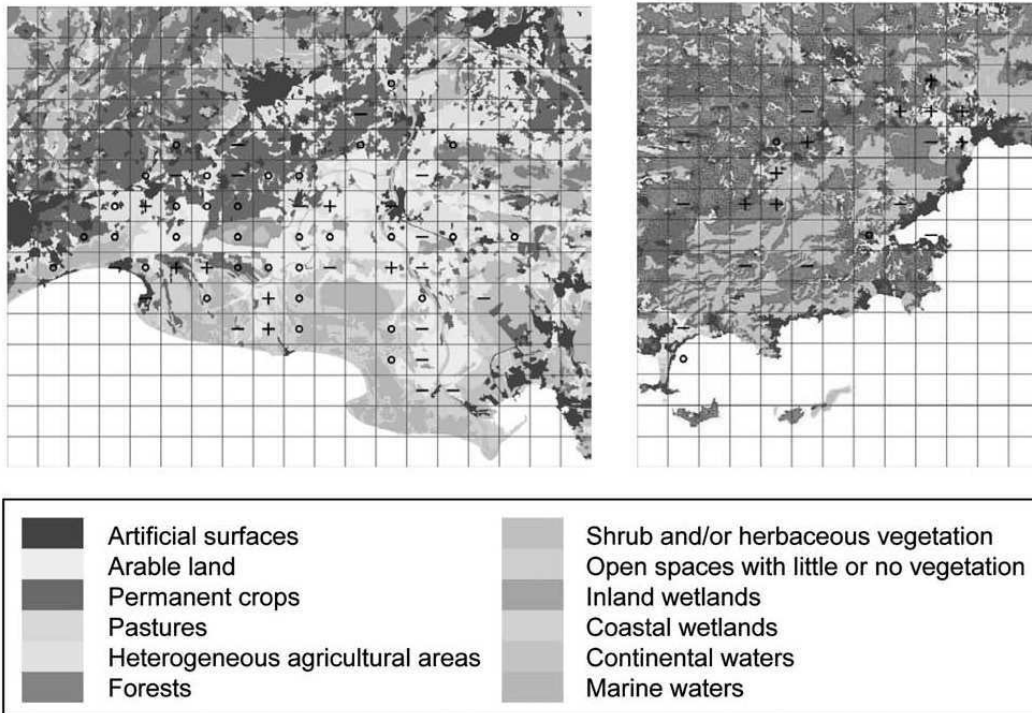 Artificial surfaces
Arable land
Permanent crops
Pastures
Heterogeneous agricultural areas
Forests
Shrub and/or herbaceous vegetation
Open spaces with little or no vegetation
Inland wetlands
Coastal wetlands
Continental waters
Marine waters